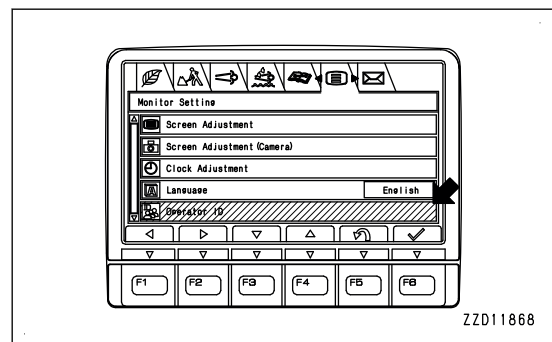 Monitor Setting
Screen Adjustment
Screen Adjustment(Camera)
Clock Adjustment
A Language English
Operator ID
F1 F2 F3 F4 F5 F6
ZZD11868